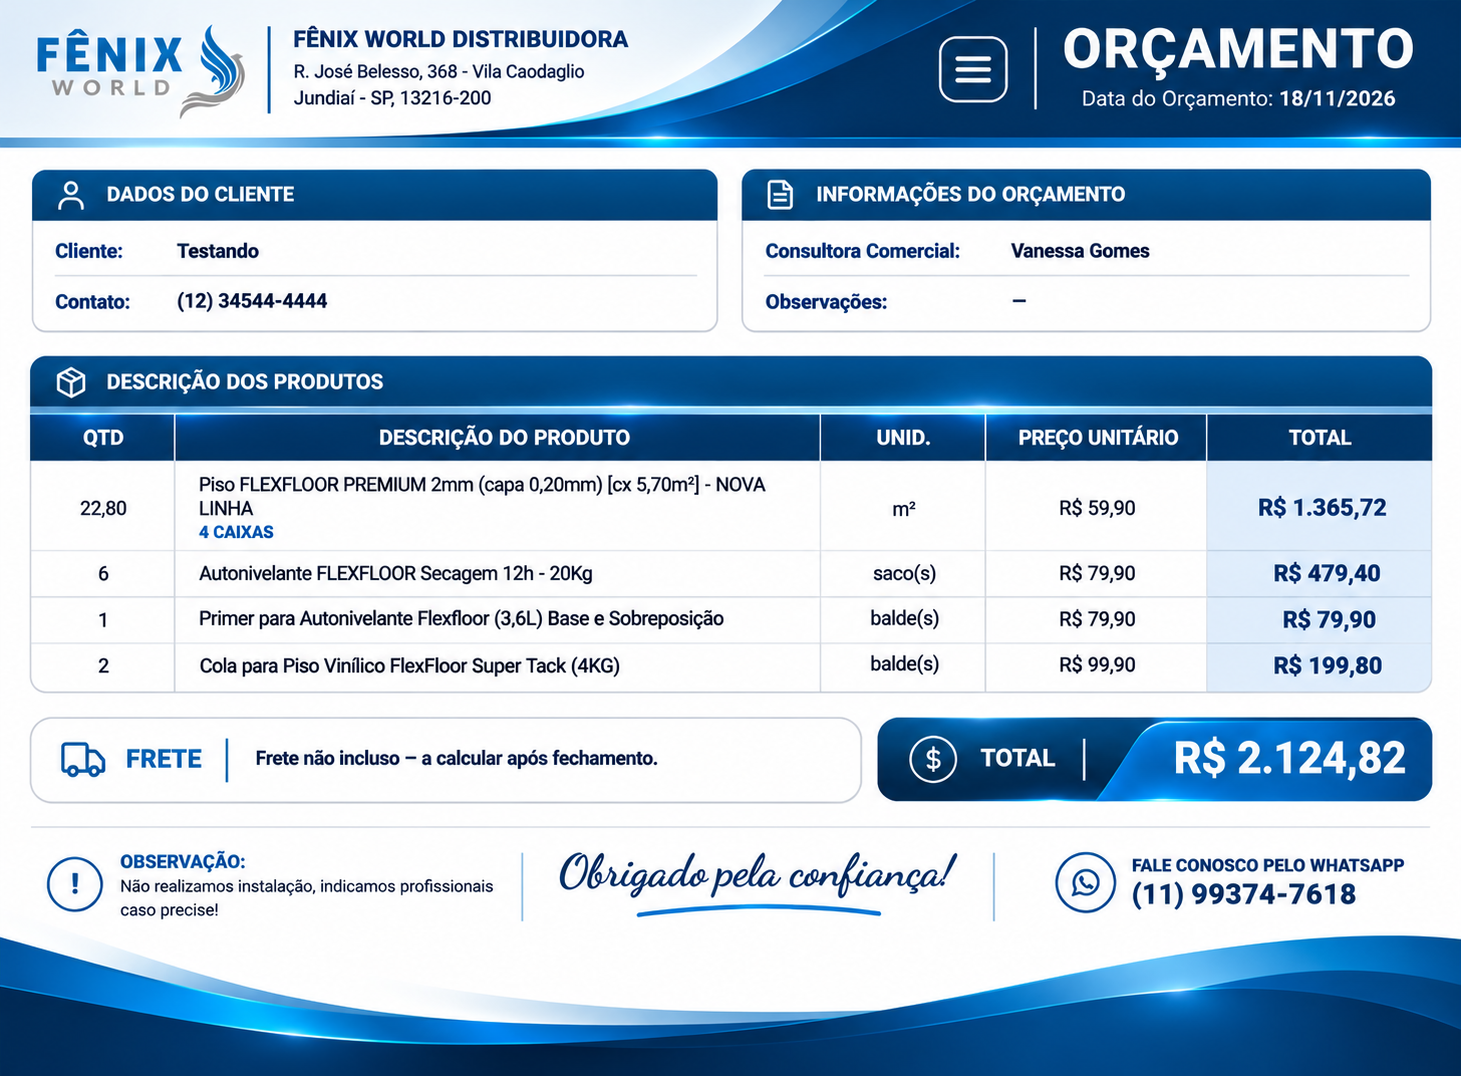 FÊNIX
WORLD
FÊNIX WORLD DISTRIBUIDORA
R. José Belesso, 368 - Vila Caodaglio
Jundiaí - SP, 13216-200
ORÇAMENTO
Data do Orçamento: 18/11/2026
DADOS DO CLIENTE
Cliente: Testando
Contato: (12) 34544-4444
INFORMAÇÕES DO ORÇAMENTO
Consultora Comercial: Vanessa Gomes
Observações: –
DESCRIÇÃO DOS PRODUTOS
QTD DESCRIÇÃO DO PRODUTO UNID. PREÇO UNITÁRIO TOTAL
22,80 Piso FLEXFLOOR PREMIUM 2mm (capa 0,20mm) [cx 5,70m²] - NOVA
LINHA
4 CAIXAS
m² R$ 59,90 R$ 1.365,72
6 Autonivelante FLEXFLOOR Secagem 12h - 20Kg saco(s) R$ 79,90 R$ 479,40
1 Primer para Autonivelante Flexfloor (3,6L) Base e Sobreposição balde(s) R$ 79,90 R$ 79,90
2 Cola para Piso Vinílico FlexFloor Super Tack (4KG) balde(s) R$ 99,90 R$ 199,80
FRETE Frete não incluso – a calcular após fechamento.
$ TOTAL R$ 2.124,82
! OBSERVAÇÃO:
Não realizamos instalação, indicamos profissionais
caso precise!
Obrigado pela confiança!
FALE CONOSCO PELO WHATSAPP
(11) 99374-7618